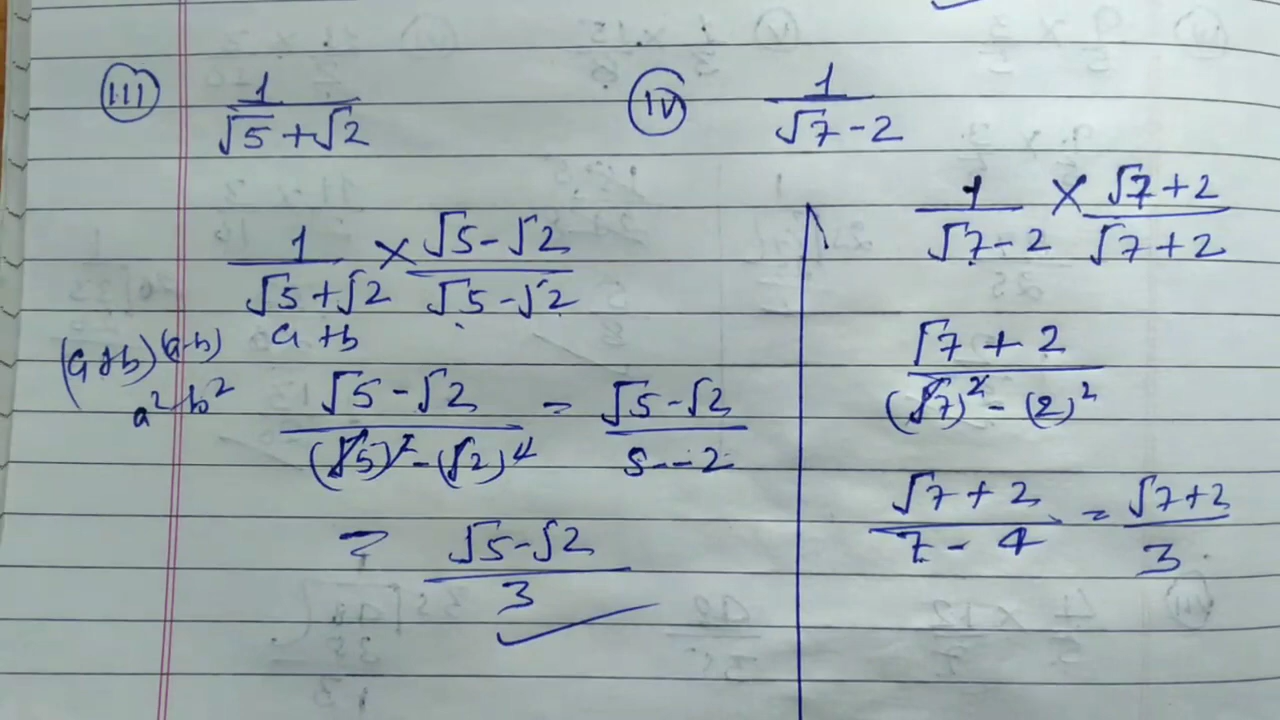 (iii) 1/(√5+√2)
1/(√5+√2) × (√5-√2)/(√5-√2)
a+b
(a+b)(a-b)
a²-b²
(√5-√2)/((√5)²-(√2)²) = (√5-√2)/(5-2)
= (√5-√2)/3
(iv) 1/(√7-2)
1/(√7-2) × (√7+2)/(√7+2)
(√7+2)/((√7)²-(2)²)
(√7+2)/(7-4) = (√7+2)/3